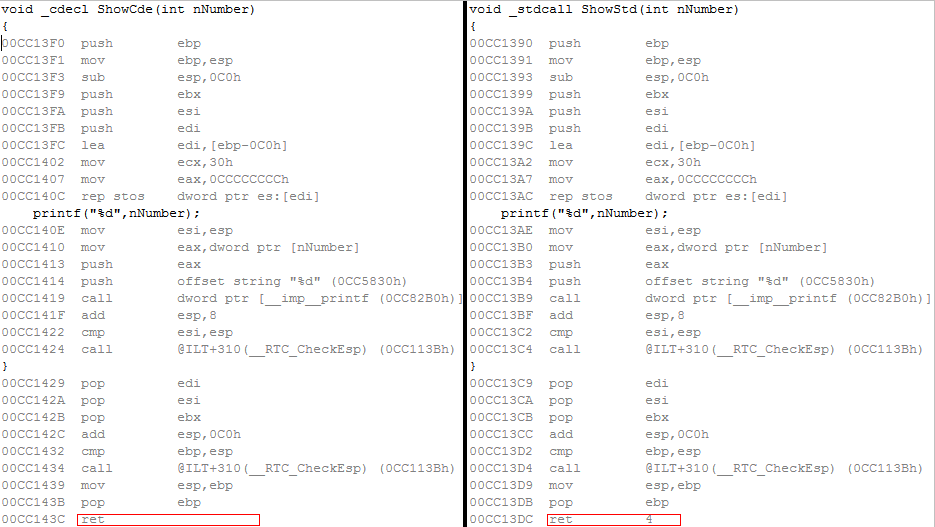 void _cdecl ShowCde(int nNumber)
{
00CC13F0 push ebp
00CC13F1 mov ebp,esp
00CC13F3 sub esp,0C0h
00CC13F9 push ebx
00CC13FA push esi
00CC13FB push edi
00CC13FC lea edi,[ebp-0C0h]
00CC1402 mov ecx,30h
00CC1407 mov eax,0CCCCCCCCh
00CC140C rep stos dword ptr es:[edi]
printf("%d",nNumber);
00CC140E mov esi,esp
00CC1410 mov eax,dword ptr [nNumber]
00CC1413 push eax
00CC1414 push offset string "%d" (0CC5830h)
00CC1419 call dword ptr [__imp__printf (0CC82B0h)]
00CC141F add esp,8
00CC1422 cmp esi,esp
00CC1424 call @ILT+310(__RTC_CheckEsp) (0CC113Bh)
}
00CC1429 pop edi
00CC142A pop esi
00CC142B pop ebx
00CC142C add esp,0C0h
00CC1432 cmp ebp,esp
00CC1434 call @ILT+310(__RTC_CheckEsp) (0CC113Bh)
00CC1439 mov esp,ebp
00CC143B pop ebp
00CC143C ret
void _stdcall ShowStd(int nNumber)
{
00CC1390 push ebp
00CC1391 mov ebp,esp
00CC1393 sub esp,0C0h
00CC1399 push ebx
00CC139A push esi
00CC139B push edi
00CC139C lea edi,[ebp-0C0h]
00CC13A2 mov ecx,30h
00CC13A7 mov eax,0CCCCCCCCh
00CC13AC rep stos dword ptr es:[edi]
printf("%d",nNumber);
00CC13AE mov esi,esp
00CC13B0 mov eax,dword ptr [nNumber]
00CC13B3 push eax
00CC13B4 push offset string "%d" (0CC5830h)
00CC13B9 call dword ptr [__imp__printf (0CC82B0h)]
00CC13BF add esp,8
00CC13C2 cmp esi,esp
00CC13C4 call @ILT+310(__RTC_CheckEsp) (0CC113Bh)
}
00CC13C9 pop edi
00CC13CA pop esi
00CC13CB pop ebx
00CC13CC add esp,0C0h
00CC13D2 cmp ebp,esp
00CC13D4 call @ILT+310(__RTC_CheckEsp) (0CC113Bh)
00CC13D9 mov esp,ebp
00CC13DB pop ebp
00CC13DC ret 4